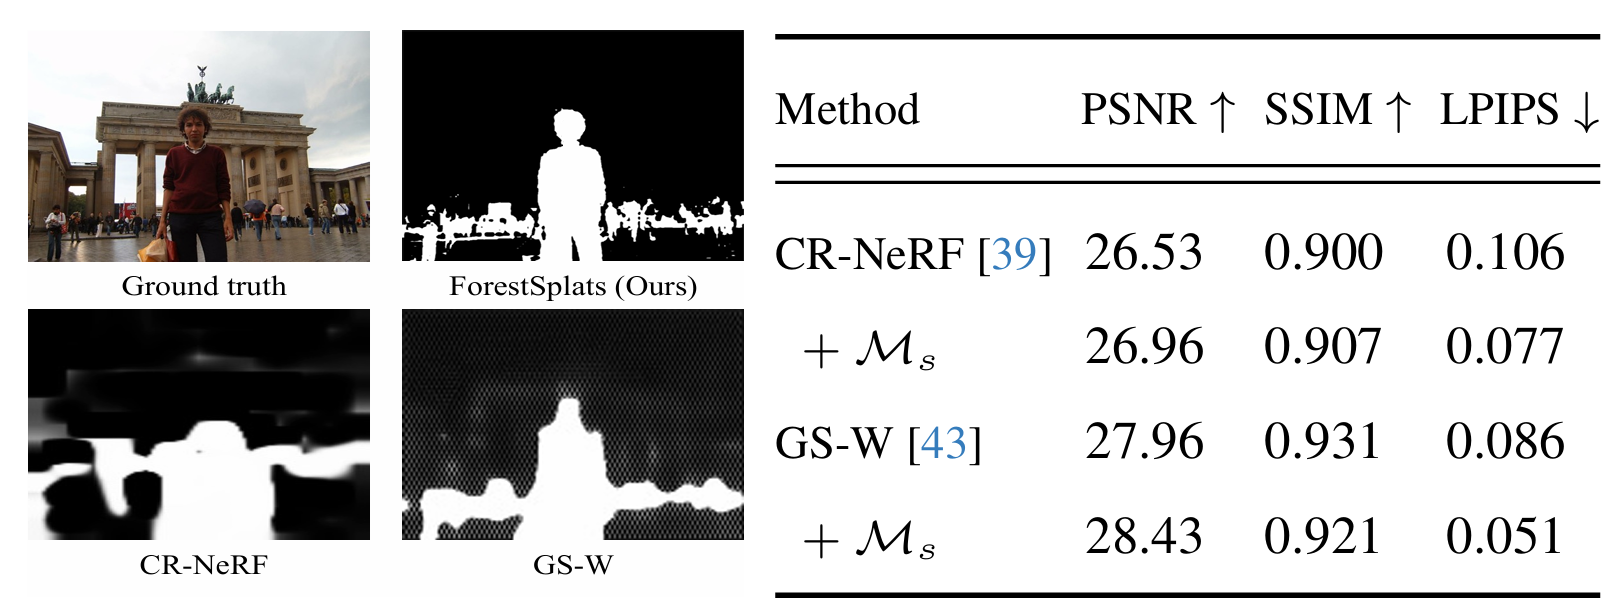 Ground truth
ForestSplats (Ours)
CR-NeRF
GS-W
Method PSNR ↑ SSIM ↑ LPIPS ↓
CR-NeRF [39] 26.53 0.900 0.106
+ ℳₛ 26.96 0.907 0.077
GS-W [43] 27.96 0.931 0.086
+ ℳₛ 28.43 0.921 0.051